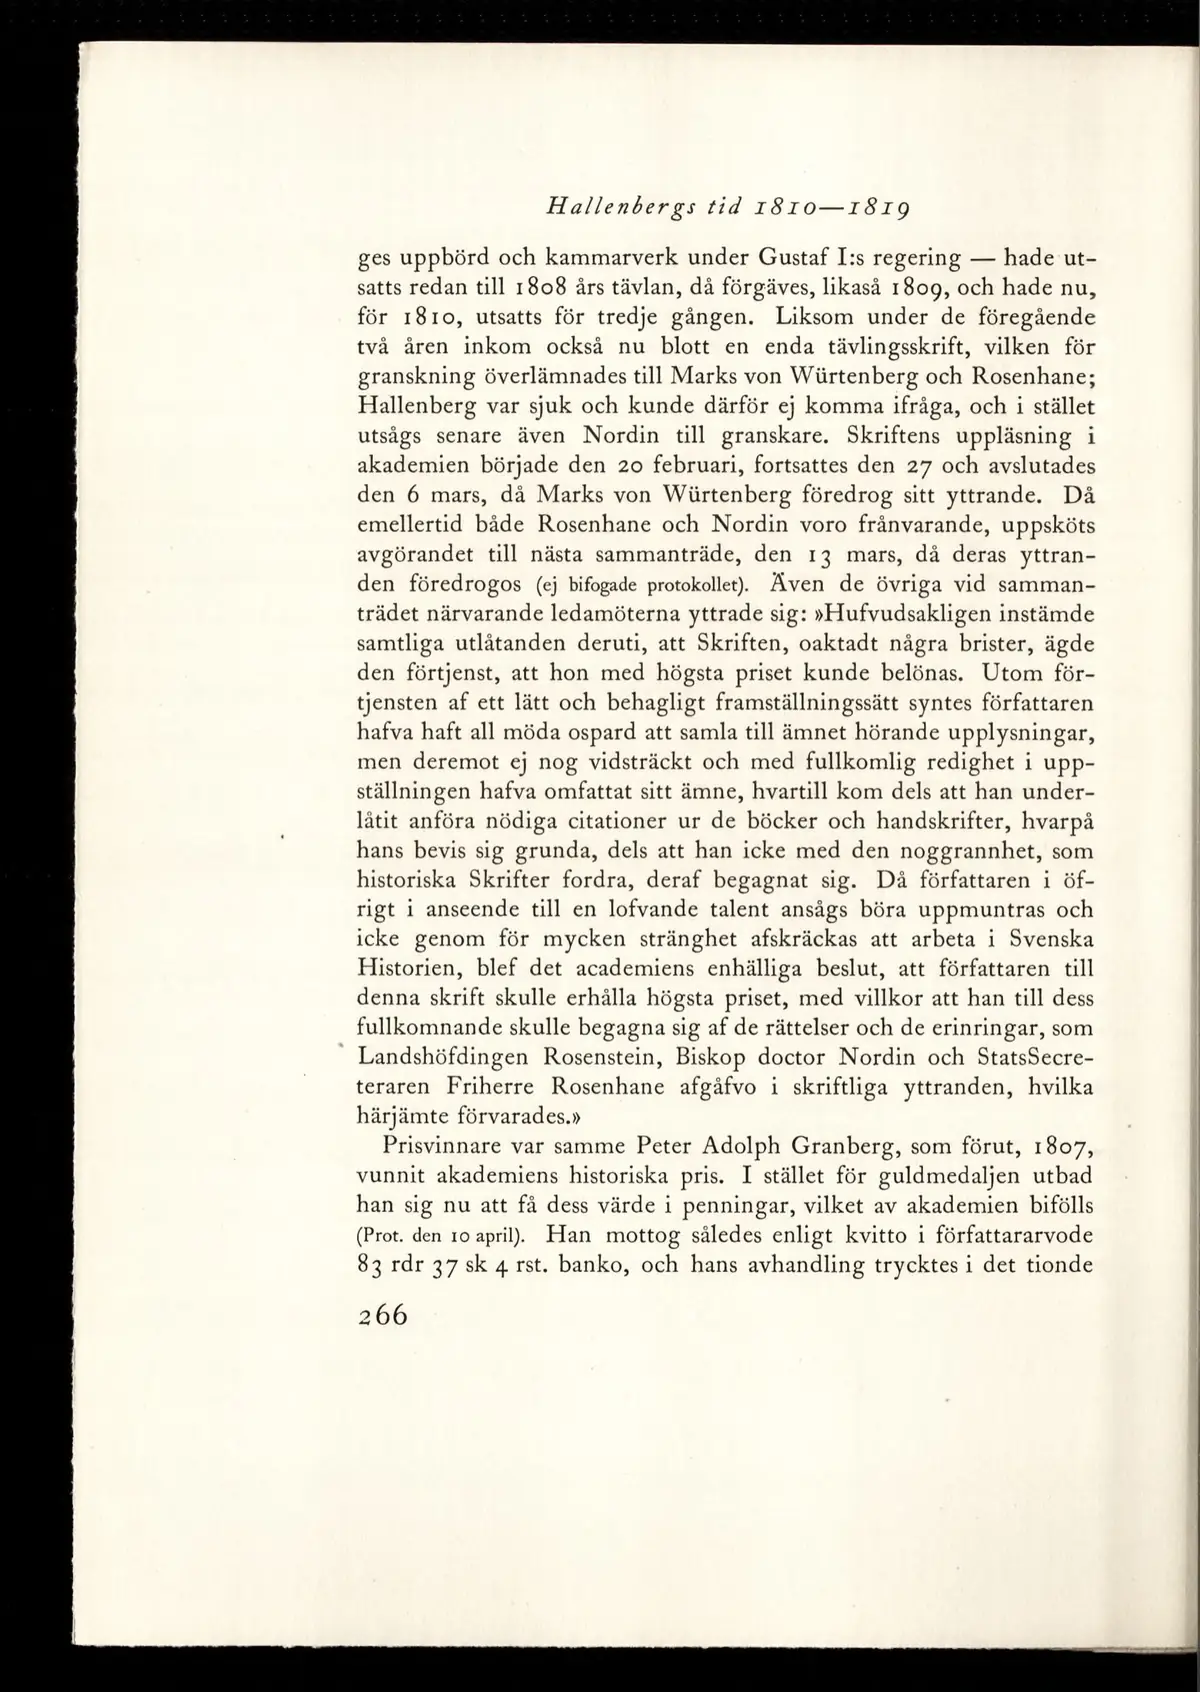 Hallenbergs tid 1810—1819
ges uppbörd och kammarverk under Gustaf I:s regering — hade ut-
satts redan till 1808 års tävlan, då förgäves, likaså 1809, och hade nu,
för 1810, utsatts för tredje gången. Liksom under de föregående
två åren inkom också nu blott en enda tävlingsskrift, vilken för
granskning överlämnades till Marks von Würtenberg och Rosenhane;
Hallenberg var sjuk och kunde därför ej komma ifråga, och i stället
utsågs senare även Nordin till granskare. Skriftens uppläsning i
akademien började den 20 februari, fortsattes den 27 och avslutades
den 6 mars, då Marks von Würtenberg föredrog sitt yttrande. Då
emellertid både Rosenhane och Nordin voro frånvarande, uppsköts
avgörandet till nästa sammanträde, den 13 mars, då deras yttran-
den föredrogos (ej bifogade protokollet). Även de övriga vid samman-
trädet närvarande ledamöterna yttrade sig: »Hufvudsakligen instämde
samtliga utlåtanden deruti, att Skriften, oaktadt några brister, ägde
den förtjenst, att hon med högsta priset kunde belönas. Utom för-
tjensten af ett lätt och behagligt framställningssätt syntes författaren
hafva haft all möda ospard att samla till ämnet hörande upplysningar,
men deremot ej nog vidsträckt och med fullkomlig redighet i upp-
ställningen hafva omfattat sitt ämne, hvartill kom dels att han under-
låtit anföra nödiga citationer ur de böcker och handskrifter, hvarpå
hans bevis sig grunda, dels att han icke med den noggrannhet, som
historiska Skrifter fordra, deraf begagnat sig. Då författaren i öf-
rigt i anseende till en lofvande talent ansågs böra uppmuntras och
icke genom för mycken stränghet afskräckas att arbeta i Svenska
Historien, blef det academiens enhälliga beslut, att författaren till
denna skrift skulle erhålla högsta priset, med villkor att han till dess
fullkomnande skulle begagna sig af de rättelser och de erinringar, som
Landshöfdingen Rosenstein, Biskop doctor Nordin och StatsSecre-
teraren Friherre Rosenhane afgåfvo i skriftliga yttranden, hvilka
härjämte förvarades.»
Prisvinnare var samme Peter Adolph Granberg, som förut, 1807,
vunnit akademiens historiska pris. I stället för guldmedaljen utbad
han sig nu att få dess värde i penningar, vilket av akademien bifölls
(Prot. den 10 april). Han mottog således enligt kvitto i författararvode
83 rdr 37 sk 4 rst. banko, och hans avhandling trycktes i det tionde
266